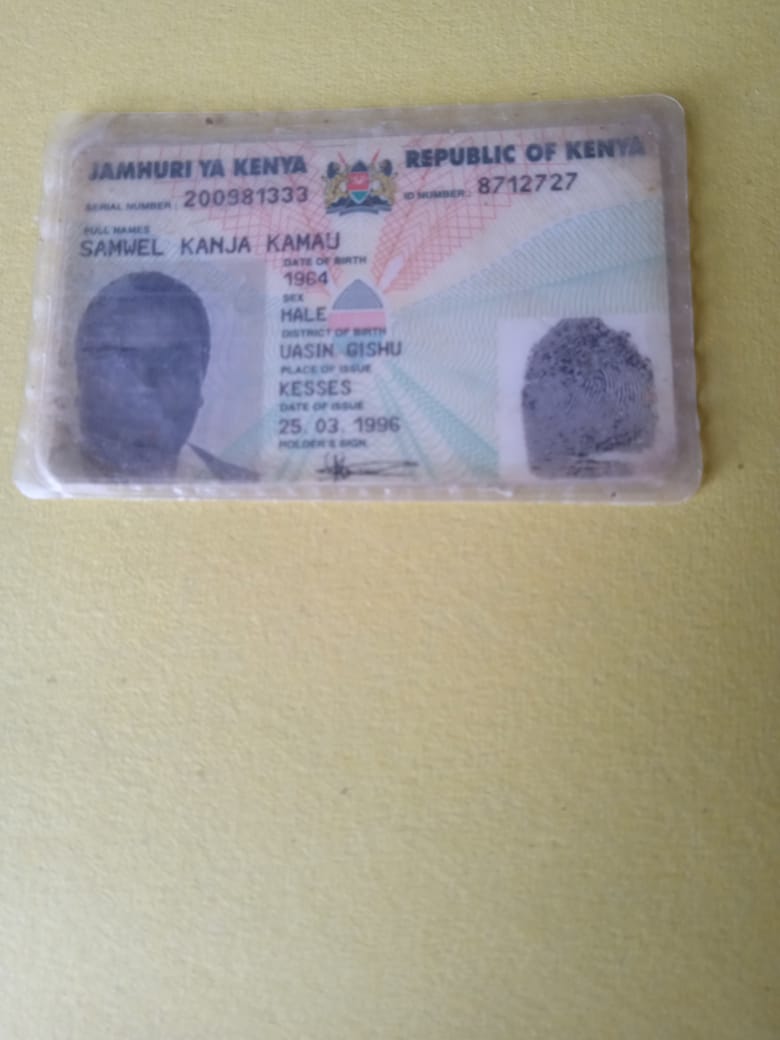 JAMHURI YA KENYA
REPUBLIC OF KENYA
SERIAL NUMBER: 200981333
ID NUMBER: 8712727
FULL NAMES
SAMWEL KANJA KAMAU
DATE OF BIRTH
1964
SEX
MALE
DISTRICT OF BIRTH
UASIN GISHU
PLACE OF ISSUE
KESSES
DATE OF ISSUE
25. 03. 1996
HOLDER'S SIGN.